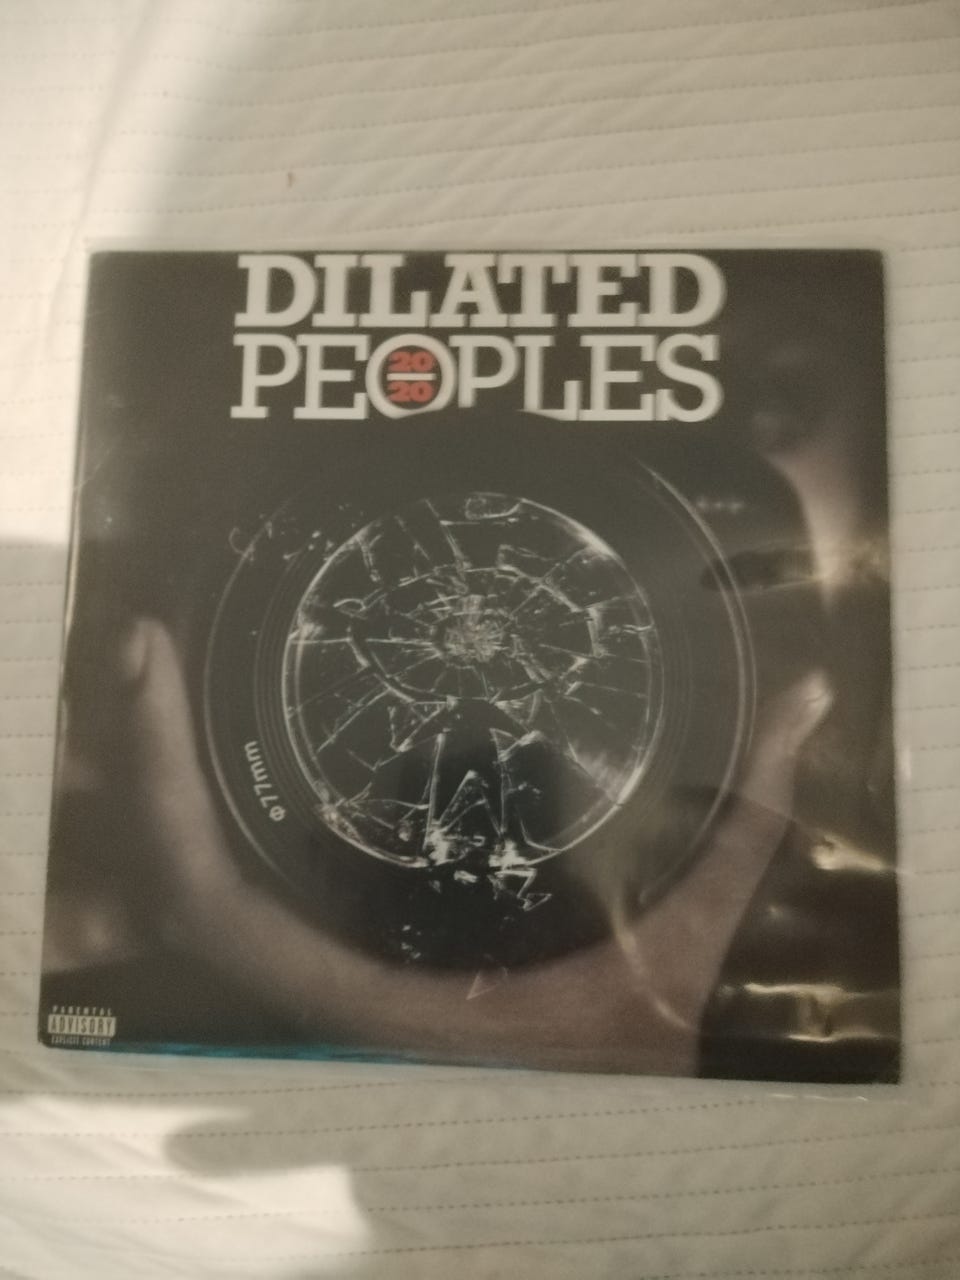 DILATED
PEOPLES
20
20
Φ77mm
PARENTAL
ADVISORY
EXPLICIT CONTENT